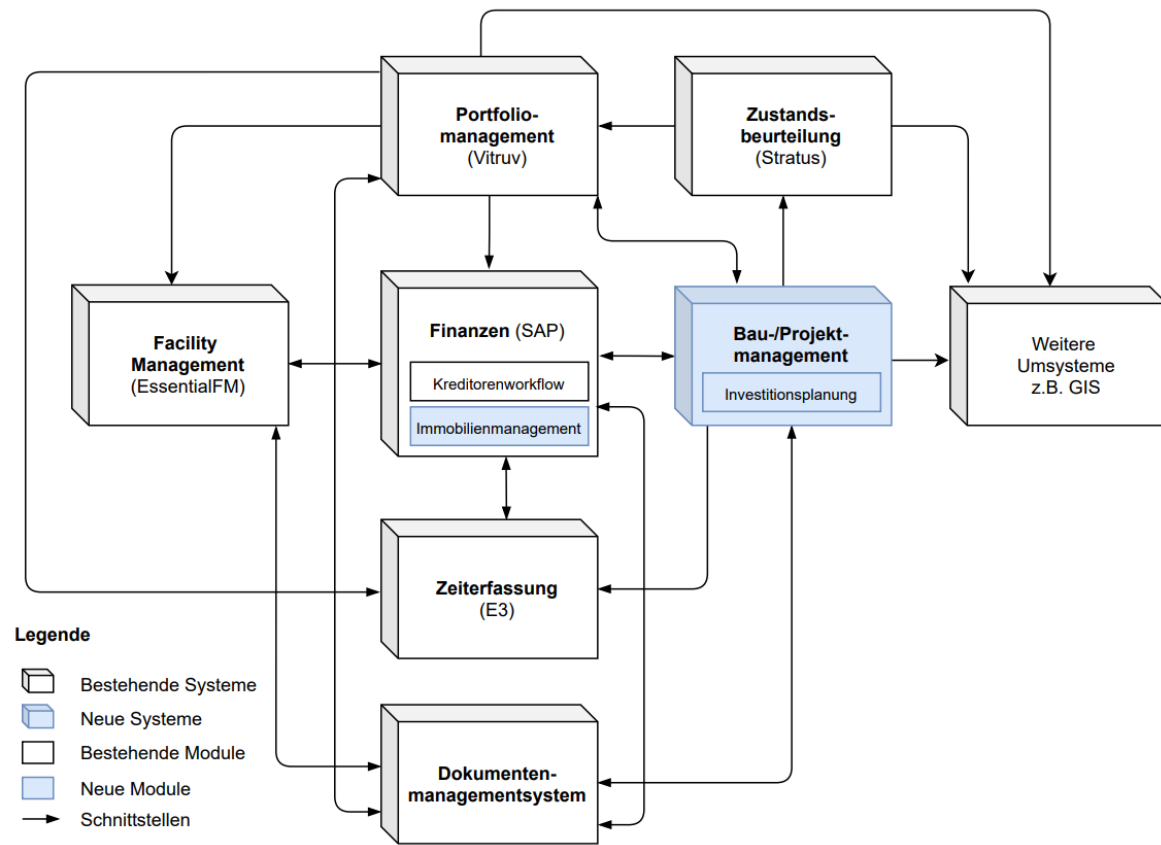 Portfolio-
management
(Vitruv)
Zustands-
beurteilung
(Stratus)
Facility
Management
(EssentialFM)
Finanzen (SAP)
Kreditorenworkflow
Immobilienmanagement
Bau-/Projekt-
management
Investitionsplanung
Weitere
Umsysteme
z.B. GIS
Zeiterfassung
(E3)
Dokumenten-
managementsystem
Legende
Bestehende Systeme
Neue Systeme
Bestehende Module
Neue Module
Schnittstellen